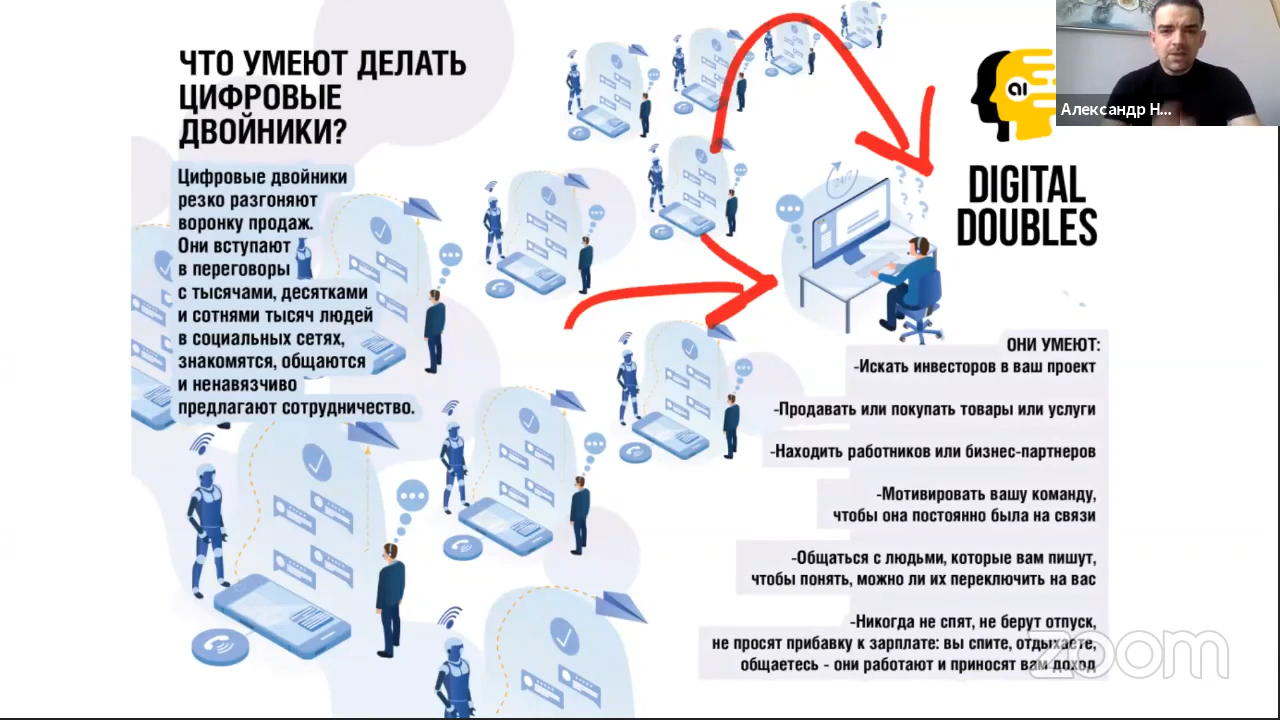 ЧТО УМЕЮТ ДЕЛАТЬ
ЦИФРОВЫЕ
ДВОЙНИКИ?
Цифровые двойники
резко разгоняют
воронку продаж.
Они вступают
в переговоры
с тысячами, десятками
и сотнями тысяч людей
в социальных сетях,
знакомятся, общаются
и ненавязчиво
предлагают сотрудничество.
24/7
ai
DIGITAL
DOUBLES
Александр Н...
ОНИ УМЕЮТ:
-Искать инвесторов в ваш проект
-Продавать или покупать товары или услуги
-Находить работников или бизнес-партнеров
-Мотивировать вашу команду,
чтобы она постоянно была на связи
-Общаться с людьми, которые вам пишут,
чтобы понять, можно ли их переключить на вас
-Никогда не спят, не берут отпуск,
не просят прибавку к зарплате: вы спите, отдыхаете,
общаетесь - они работают и приносят вам доход
zoom